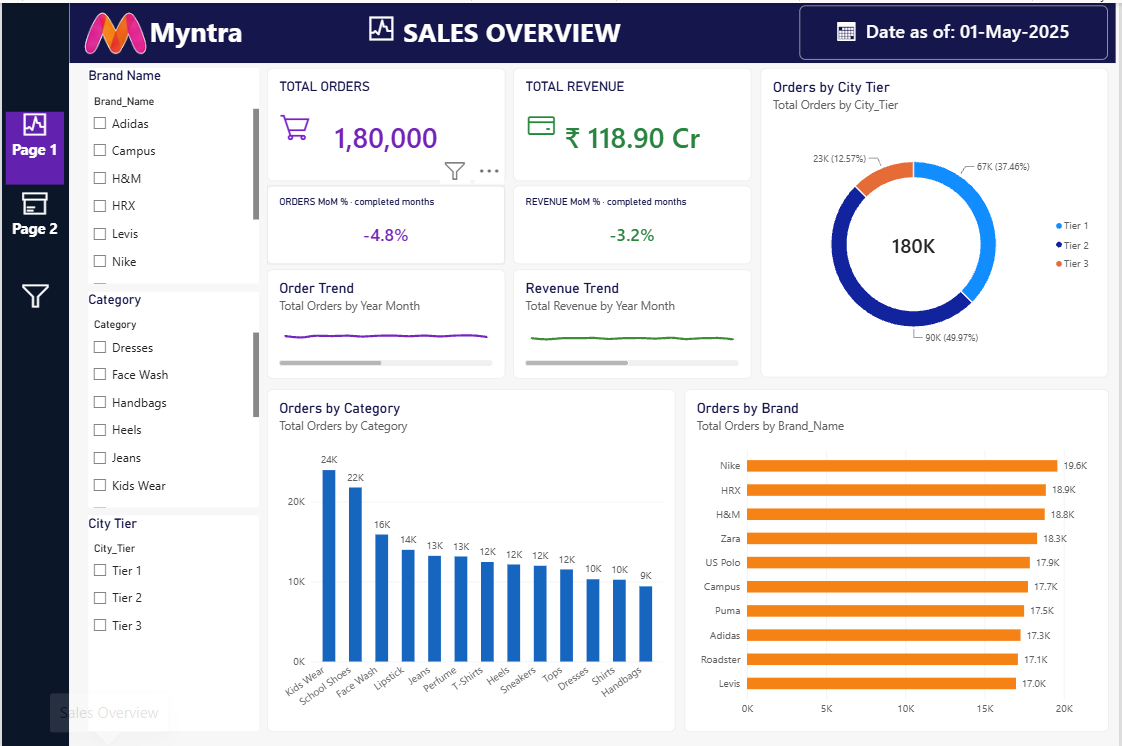 Myntra
SALES OVERVIEW
Date as of: 01-May-2025
Page 1
Page 2
Brand Name
Brand_Name
Adidas
Campus
H&M
HRX
Levis
Nike
Category
Category
Dresses
Face Wash
Handbags
Heels
Jeans
Kids Wear
City Tier
City_Tier
Tier 1
Tier 2
Tier 3
Sales Overview
TOTAL ORDERS
1,80,000
TOTAL REVENUE
₹ 118.90 Cr
ORDERS MoM % · completed months
-4.8%
REVENUE MoM % · completed months
-3.2%
Order Trend
Total Orders by Year Month
Revenue Trend
Total Revenue by Year Month
Orders by City Tier
Total Orders by City_Tier
23K (12.57%)
67K (37.46%)
180K
90K (49.97%)
Tier 1
Tier 2
Tier 3
Orders by Category
Total Orders by Category
24K
22K
16K
14K
13K
13K
12K
12K
12K
12K
10K
10K
9K
20K
10K
0K
Kids Wear
School Shoes
Face Wash
Lipstick
Jeans
Perfume
T-Shirts
Heels
Sneakers
Tops
Dresses
Shirts
Handbags
Orders by Brand
Total Orders by Brand_Name
Nike 19.6K
HRX 18.9K
H&M 18.8K
Zara 18.3K
US Polo 17.9K
Campus 17.7K
Puma 17.5K
Adidas 17.3K
Roadster 17.1K
Levis 17.0K
0K 5K 10K 15K 20K